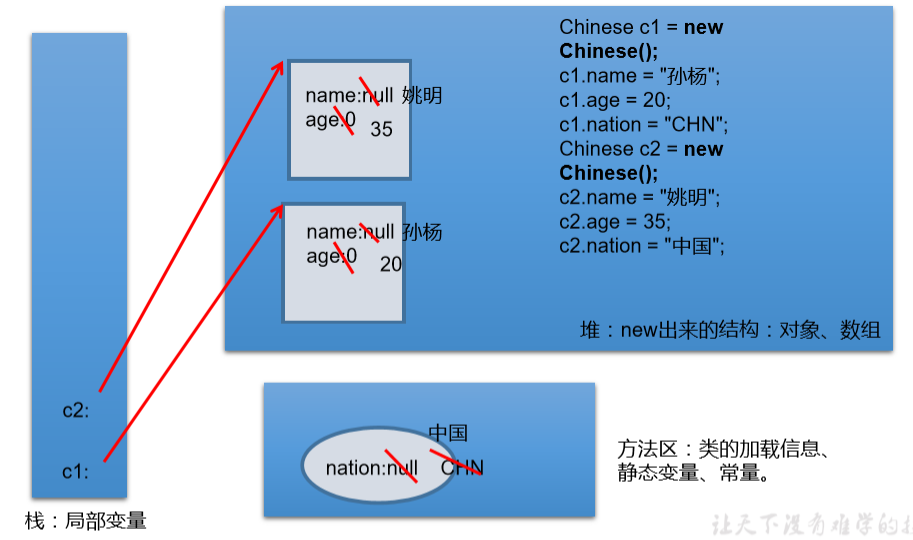 Chinese c1 = new
Chinese();
c1.name = "孙杨";
c1.age = 20;
c1.nation = "CHN";
Chinese c2 = new
Chinese();
c2.name = "姚明";
c2.age = 35;
c2.nation = "中国";
name:null 姚明
age:0 35
name:null 孙杨
age:0 20
堆：new出来的结构：对象、数组
c2:
c1:
栈：局部变量
中国
nation:null CHN
方法区：类的加载信息、
静态变量、常量。
让天下没有难学的